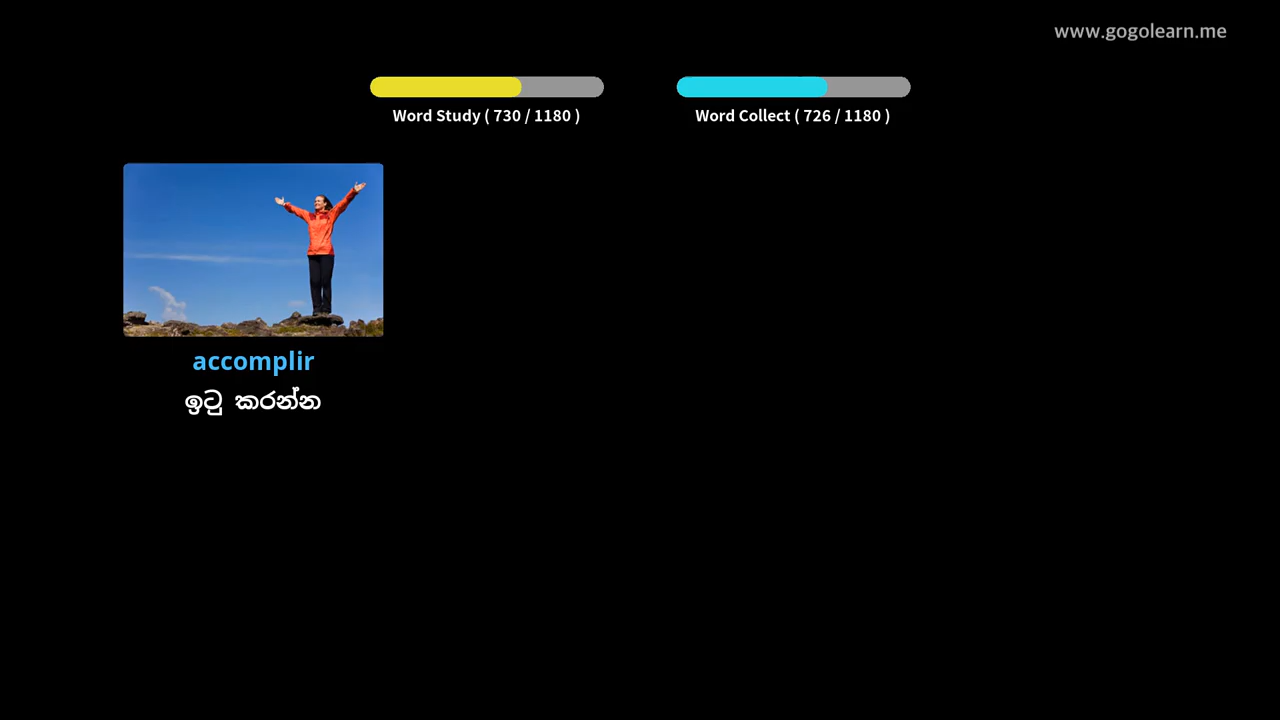 www.gogolearn.me
Word Study ( 730 / 1180 )
Word Collect ( 726 / 1180 )
accomplir
ඉටු කරන්න